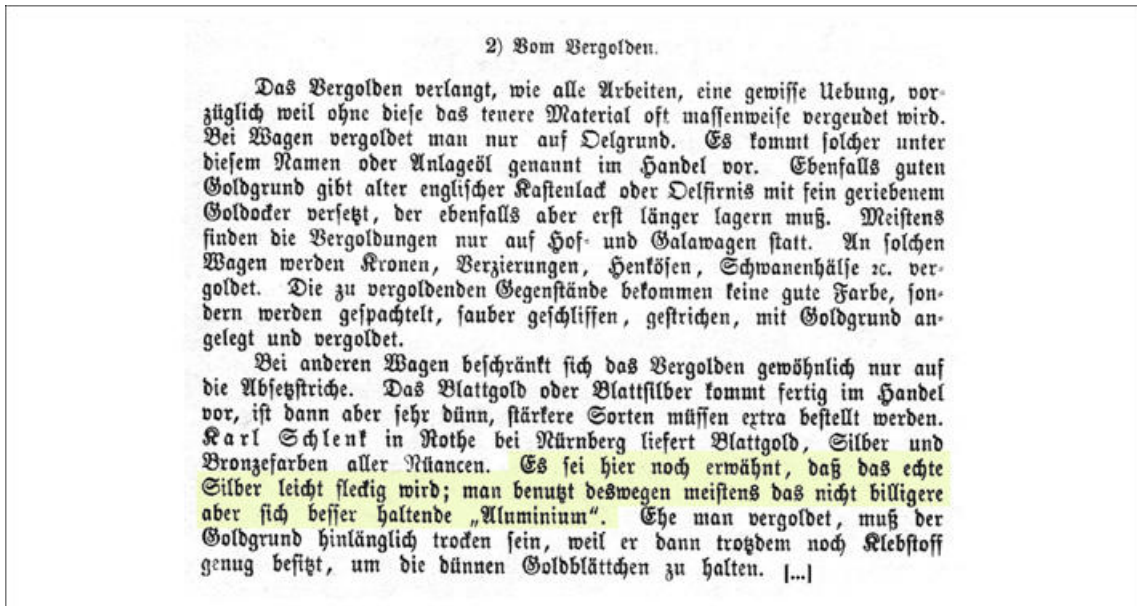 2) Vom Vergolden.
Das Vergolden verlangt, wie alle Arbeiten, eine gewisse Uebung, vor-
züglich weil ohne diese das tenere Material oft massenweise vergeudet wird.
Bei Wagen vergoldet man nur auf Oelgrund. Es kommt solcher unter
diesem Namen oder Anlageöl genannt im Handel vor. Ebenfalls guten
Goldgrund gibt alter englischer Kastenlack oder Oelfirnis mit fein geriebenem
Goldocker versetzt, der ebenfalls aber erst länger lagern muß. Meistens
finden die Vergoldungen nur auf Hof- und Galawagen statt. An solchen
Wagen werden Kronen, Verzierungen, Henkösen, Schwanenhälse ꝛc. ver-
goldet. Die zu vergoldenden Gegenstände bekommen keine gute Farbe, son-
dern werden gespachtelt, sauber geschliffen, gestrichen, mit Goldgrund an-
gelegt und vergoldet.
Bei anderen Wagen beschränkt sich das Vergolden gewöhnlich nur auf
die Absetzstriche. Das Blattgold oder Blattsilber kommt fertig im Handel
vor, ist dann aber sehr dünn, stärkere Sorten müssen extra bestellt werden.
Karl Schlenk in Rothe bei Nürnberg liefert Blattgold, Silber und
Bronzefarben aller Nüancen. Es sei hier noch erwähnt, daß das echte
Silber leicht fleckig wird; man benutzt deswegen meistens das nicht billigere
aber sich besser haltende „Aluminium“. Ehe man vergoldet, muß der
Goldgrund hinlänglich trocken sein, weil er dann trotzdem noch Klebstoff
genug besitzt, um die dünnen Goldblättchen zu halten. [...]